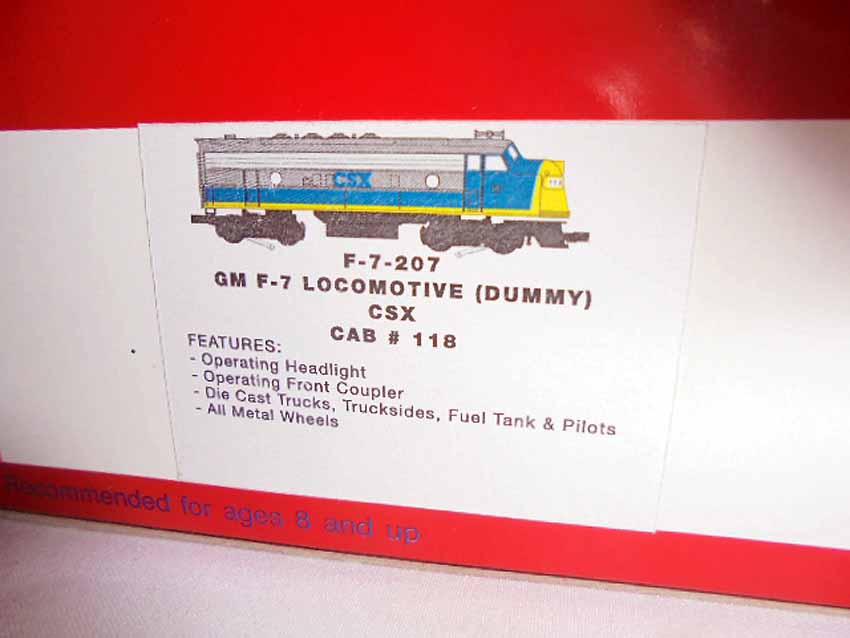 CSX
118
F-7-207
GM F-7 LOCOMOTIVE (DUMMY)
CSX
CAB # 118
FEATURES:
- Operating Headlight
- Operating Front Coupler
- Die Cast Trucks, Trucksides, Fuel Tank & Pilots
- All Metal Wheels
Recommended for ages 8 and up